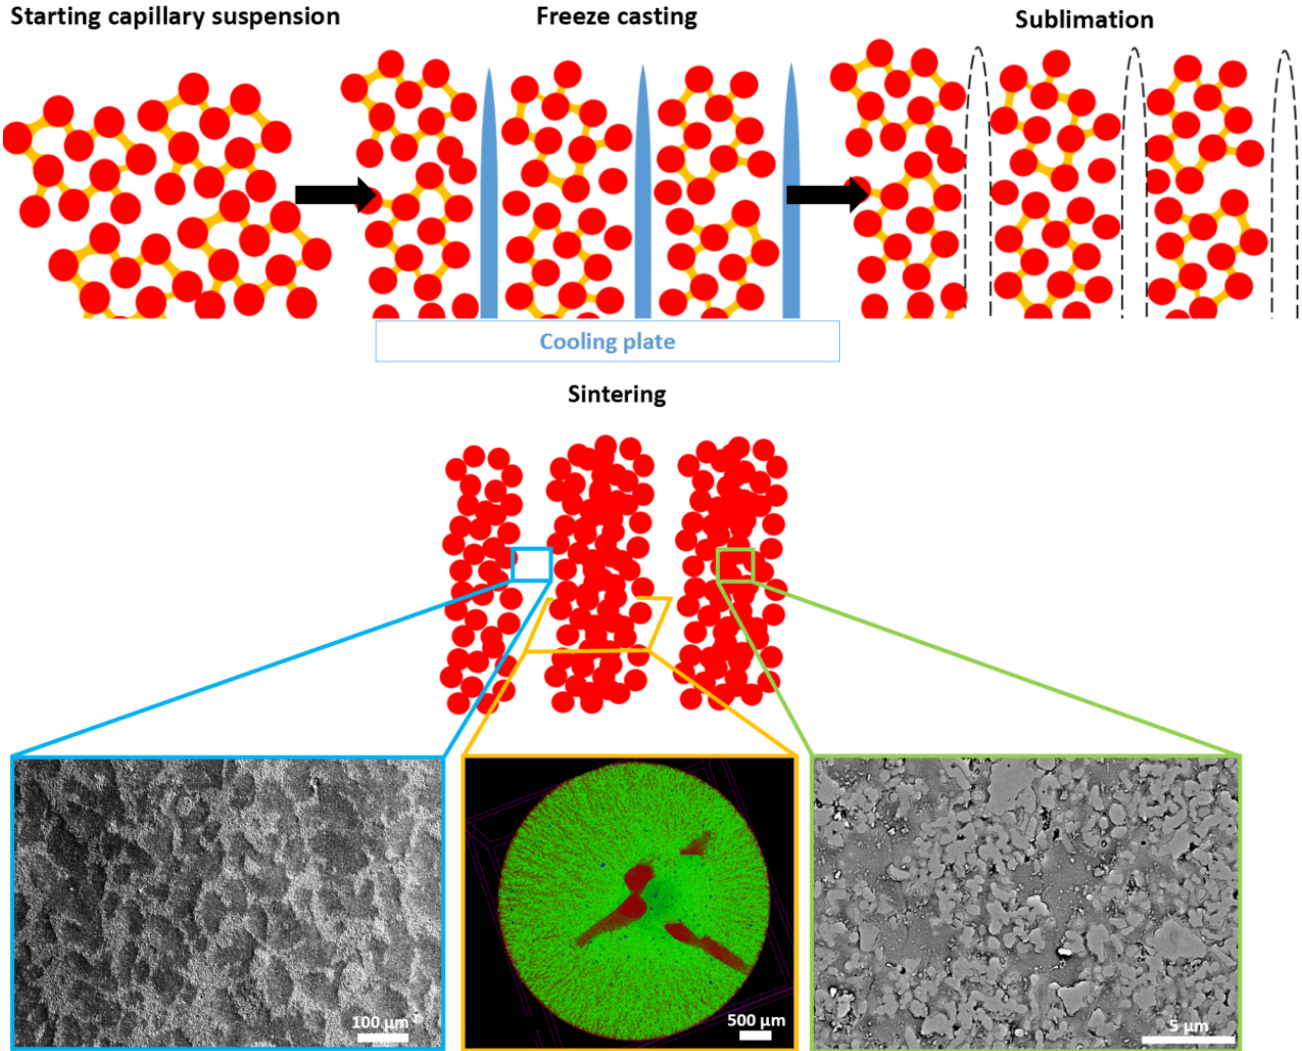 Starting capillary suspension
Freeze casting
Sublimation
Cooling plate
Sintering
100 μm
500 μm
5 μm